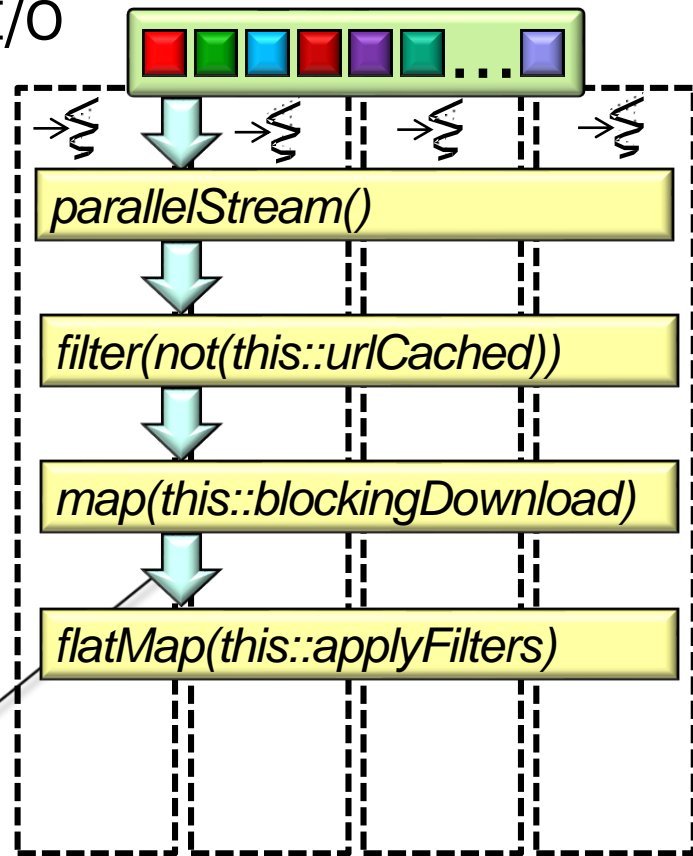 I/O
...
parallelStream()
filter(not(this::urlCached))
map(this::blockingDownload)
flatMap(this::applyFilters)